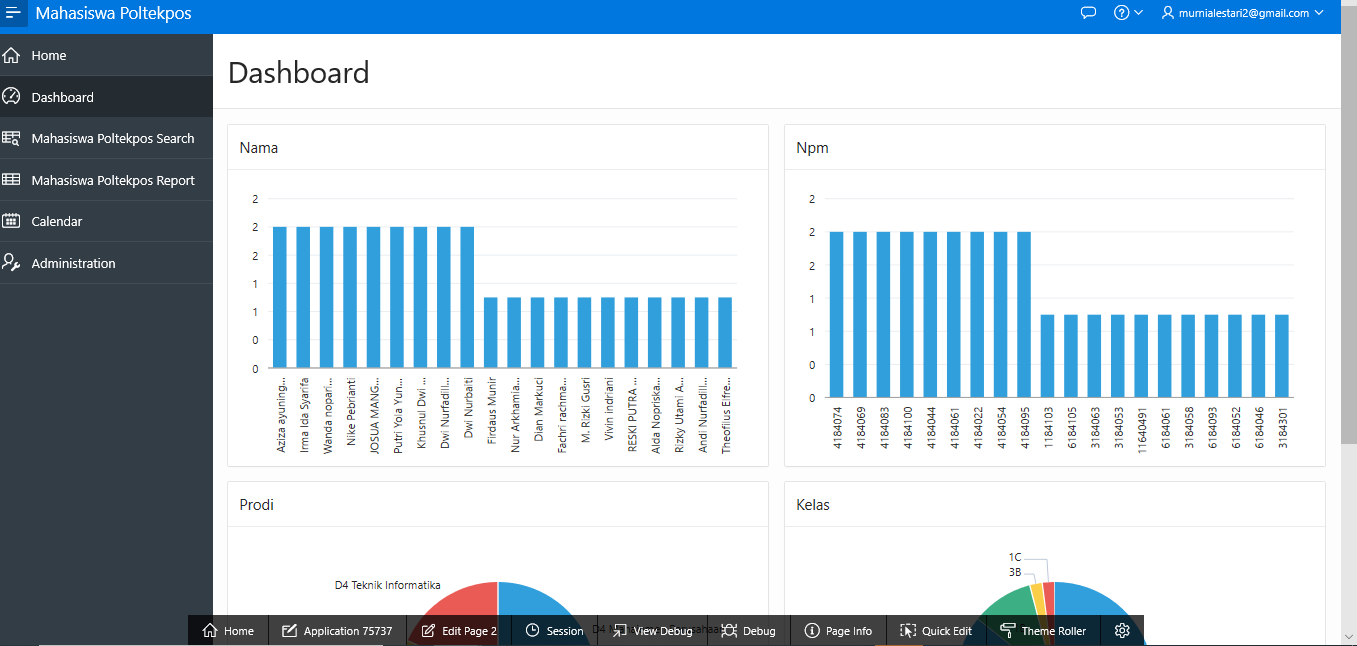 Mahasiswa Poltekpos
murnialestari2@gmail.com
Home
Dashboard
Mahasiswa Poltekpos Search
Mahasiswa Poltekpos Report
Calendar
Administration
Dashboard
Nama
2
2
2
1
1
0
0
Aziza ayuning...
Irma Ida Syarifa
Wanda nopari...
Nike Pebrianti
JOSUA MANG...
Putri Yola Yun...
Khusnul Dwi ...
Dwi Nurfadill...
Dwi Nurbaiti
Firdaus Munir
Nur Arkhamia...
Dian Markuci
Fachri rachma...
M. Rizki Gusri
Vivin indriani
RESKI PUTRA ...
Alda Nopriska...
Rizky Utami A...
Andi Nurfadill...
Theofilus Eifre...
Npm
2
2
2
1
1
0
0
4184074
4184069
4184083
4184100
4184044
4184061
4184022
4184054
4184095
1184103
6184105
3184063
3184053
11640491
6184061
3184058
6184093
6184052
6184046
3184301
Prodi
D4 Teknik Informatika
Kelas
1C
3B
Home
Application 75737
Edit Page 2
Session
View Debug
Debug
Page Info
Quick Edit
Theme Roller